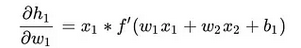 ∂h₁/∂w₁ = x₁ * f′(w₁x₁ + w₂x₂ + b₁)